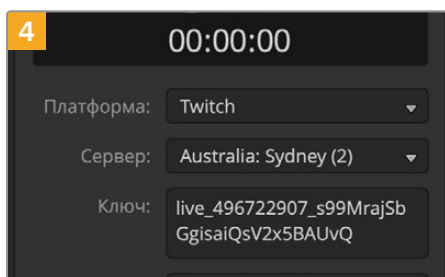 4
00:00:00
Платформа: Twitch
Сервер: Australia: Sydney (2)
Ключ: live_496722907_s99MrajSb
GgisaiQsV2x5BAUvQ